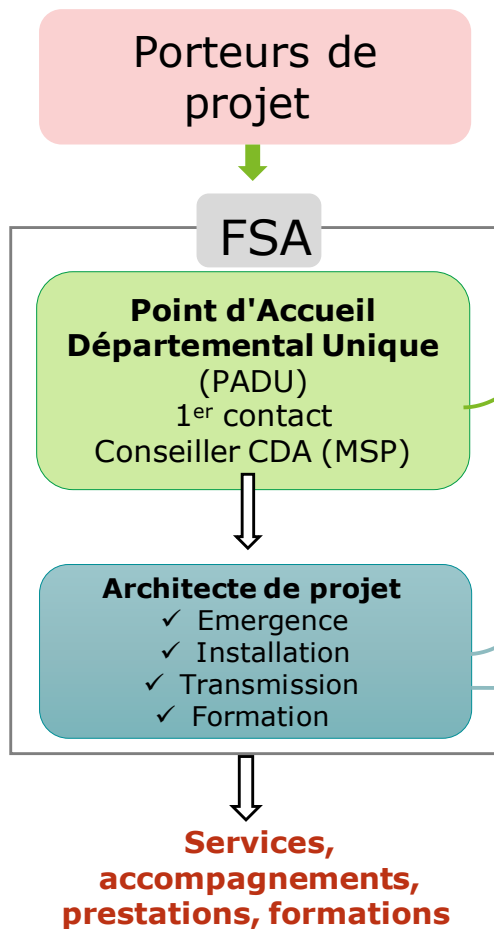 Porteurs de
projet
FSA
Point d'Accueil
Départemental Unique
(PADU)
1er contact
Conseiller CDA (MSP)
Architecte de projet
✓ Emergence
✓ Installation
✓ Transmission
✓ Formation
Services,
accompagnements,
prestations, formations